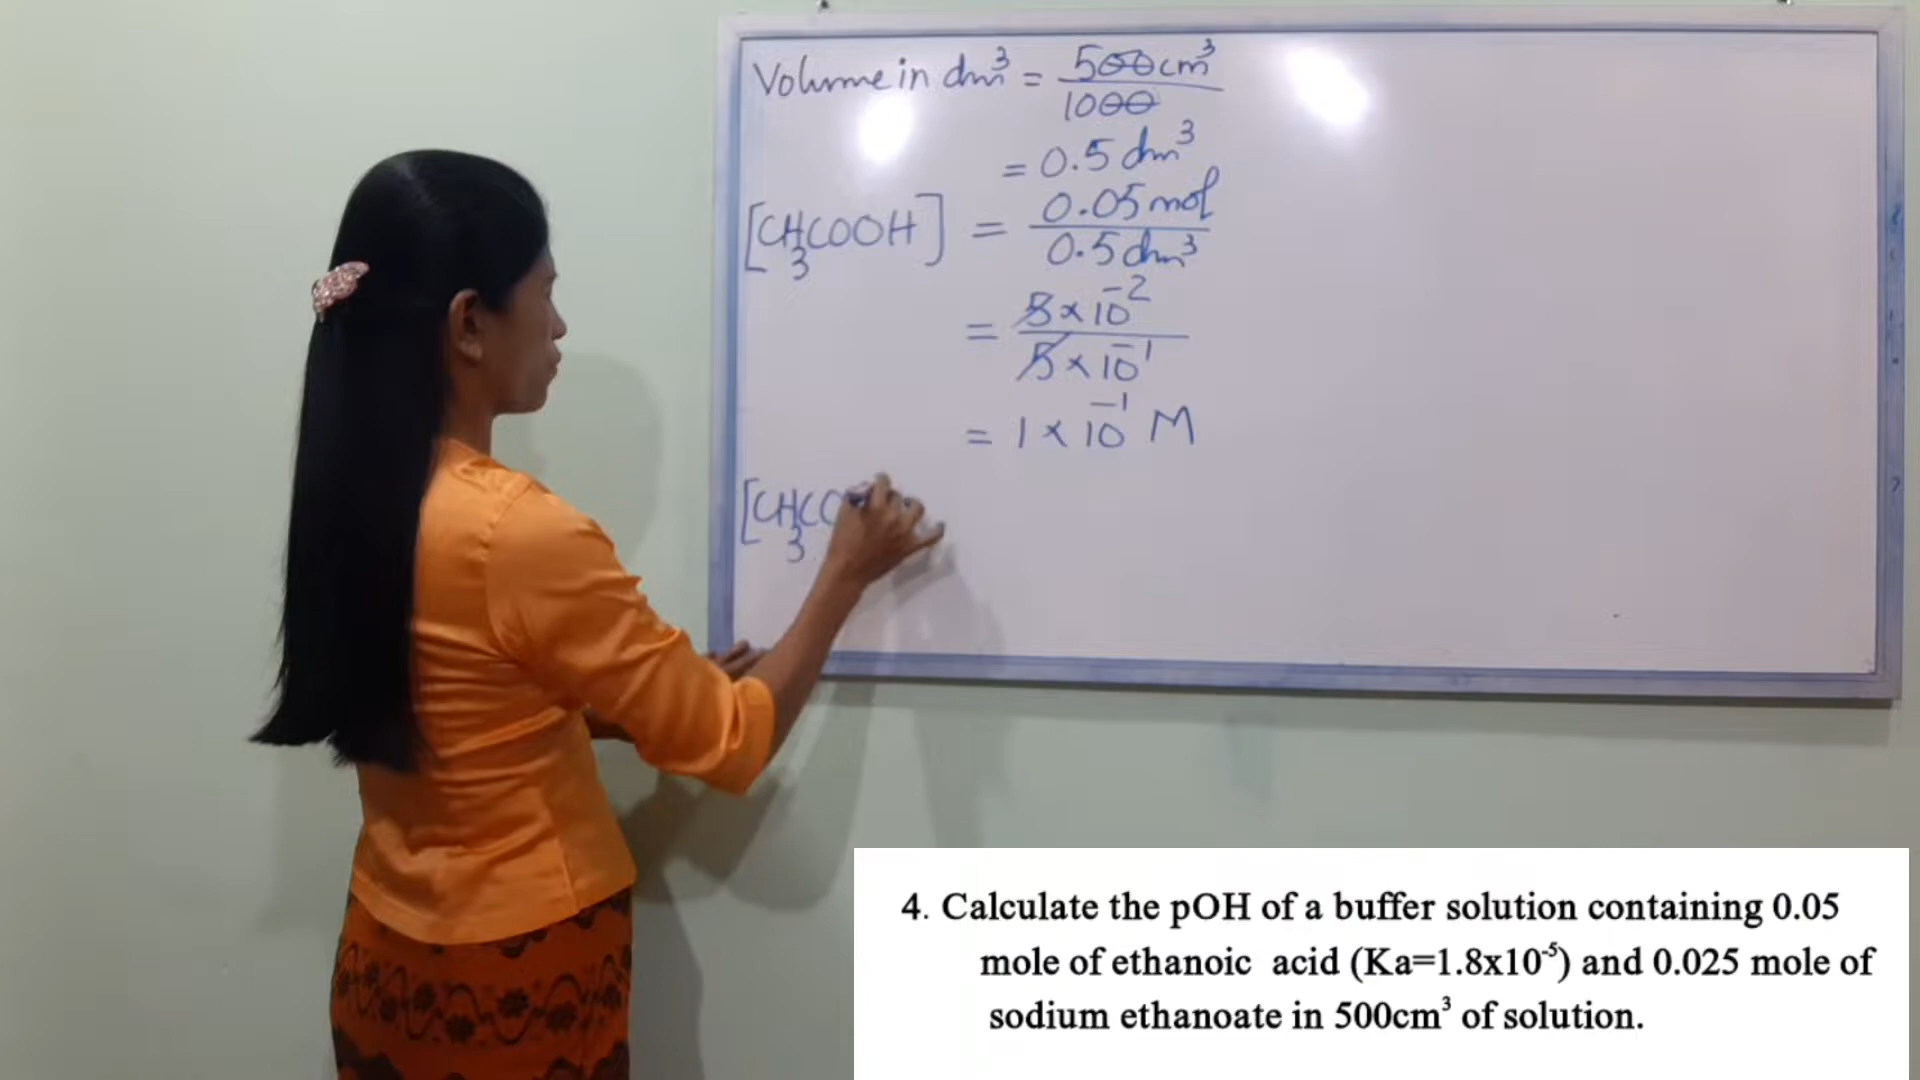 Volume in dm³ = 500cm³
1000
= 0.5 dm³
[CH₃COOH] = 0.05 mol
0.5 dm³
= 5 × 10⁻²
5 × 10⁻¹
= 1 × 10⁻¹ M
[CH₃CO
4. Calculate the pOH of a buffer solution containing 0.05
mole of ethanoic acid (Ka=1.8x10⁻⁵) and 0.025 mole of
sodium ethanoate in 500cm³ of solution.